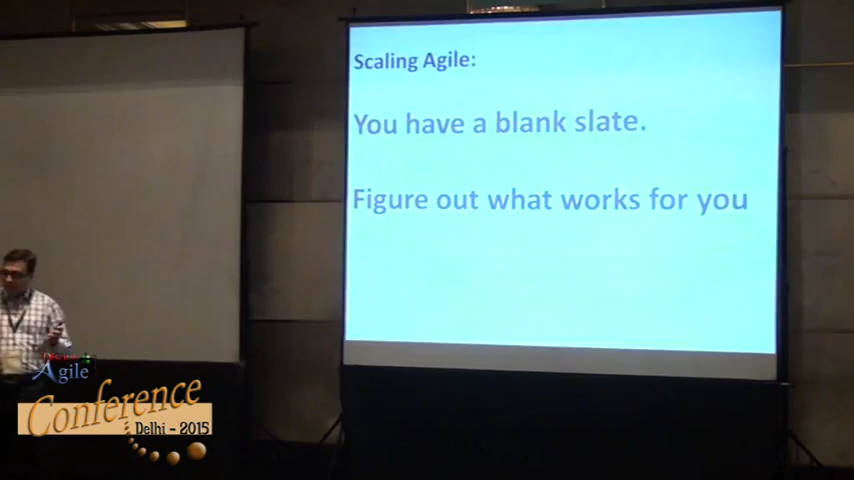 Scaling Agile:
You have a blank slate.
Figure out what works for you
Agile
Conference
Delhi - 2015